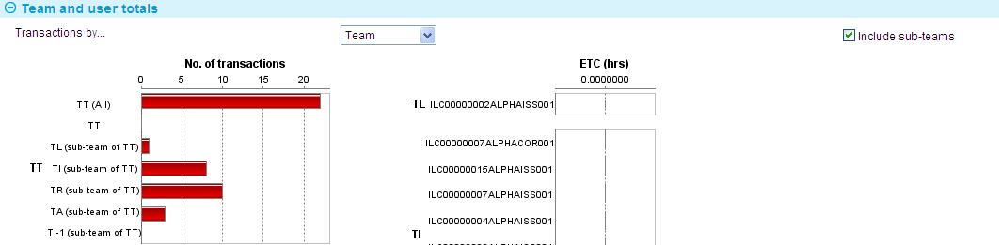 Team and user totals
Transactions by...
Team
Include sub-teams
No. of transactions
0 5 10 15 20
TT (All)
TT
TL (sub-team of TT)
TT
TI (sub-team of TT)
TR (sub-team of TT)
TA (sub-team of TT)
TI-1 (sub-team of TT)
ETC (hrs)
0.0000000
TL ILC00000002ALPHAISS001
ILC00000007ALPHACOR001
ILC00000015ALPHAISS001
ILC00000007ALPHAISS001
ILC00000004ALPHAISS001
TI